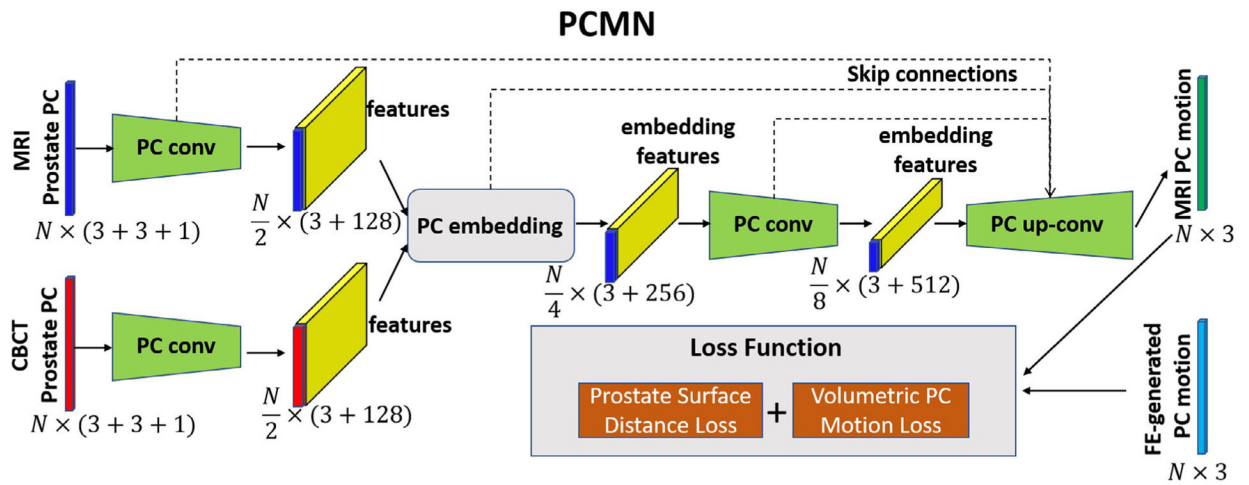 PCMN
MRI
Prostate PC
PC conv
features
N × (3 + 3 + 1)
N/2 × (3 + 128)
CBCT
Prostate PC
PC conv
features
N × (3 + 3 + 1)
N/2 × (3 + 128)
PC embedding
Skip connections
embedding
features
N/4 × (3 + 256)
PC conv
embedding
features
N/8 × (3 + 512)
PC up-conv
MRI PC motion
N × 3
Loss Function
Prostate Surface
Distance Loss
+
Volumetric PC
Motion Loss
FE-generated
PC motion
N × 3